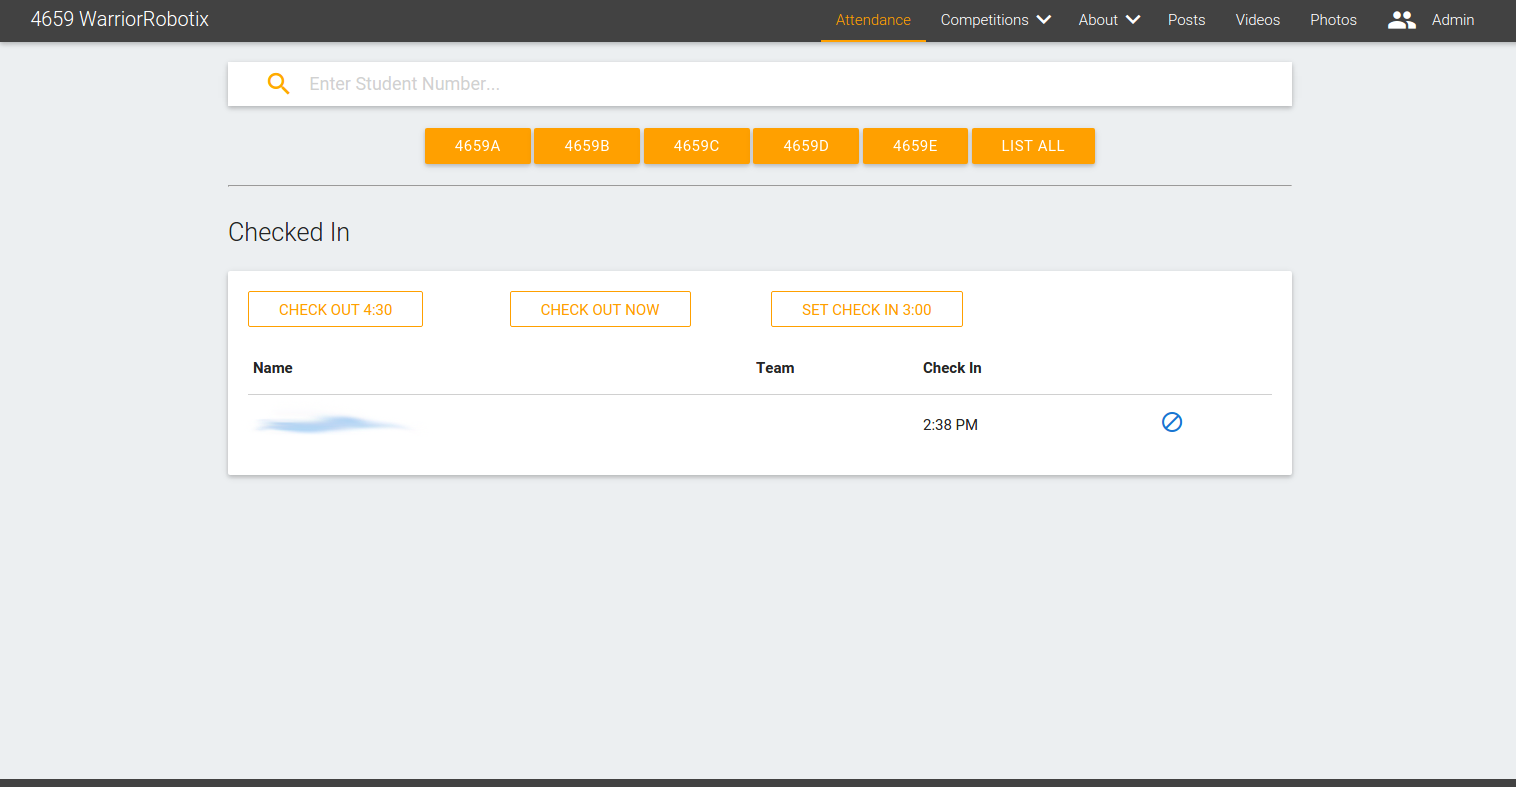 4659 WarriorRobotix
Attendance Competitions About Posts Videos Photos Admin
Enter Student Number...
4659A 4659B 4659C 4659D 4659E LIST ALL
Checked In
CHECK OUT 4:30 CHECK OUT NOW SET CHECK IN 3:00
Name Team Check In
2:38 PM